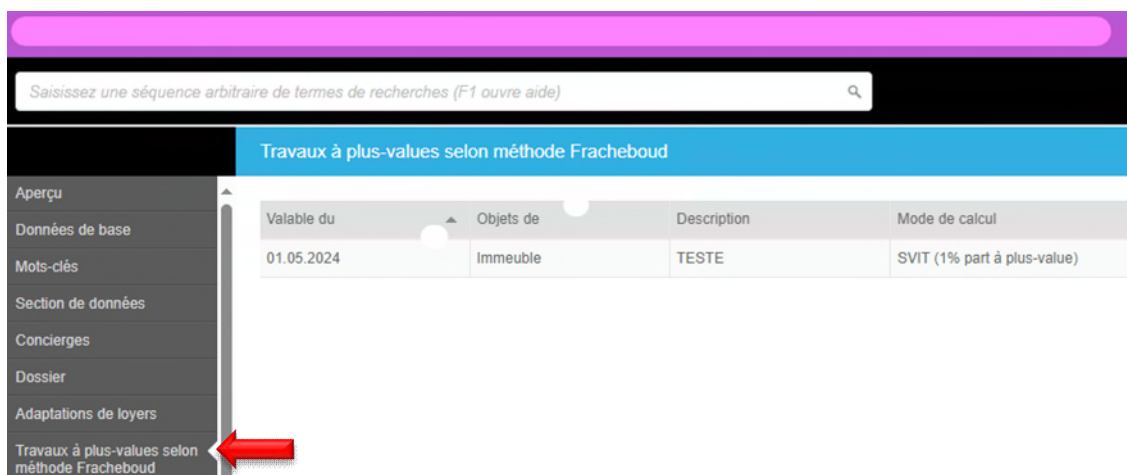 Saisissez une séquence arbitraire de termes de recherches (F1 ouvre aide)
Travaux à plus-values selon méthode Fracheboud
Aperçu
Données de base
Mots-clés
Section de données
Concierges
Dossier
Adaptations de loyers
Travaux à plus-values selon
méthode Fracheboud
Valable du Objets de Description Mode de calcul
01.05.2024 Immeuble TESTE SVIT (1% part à plus-value)